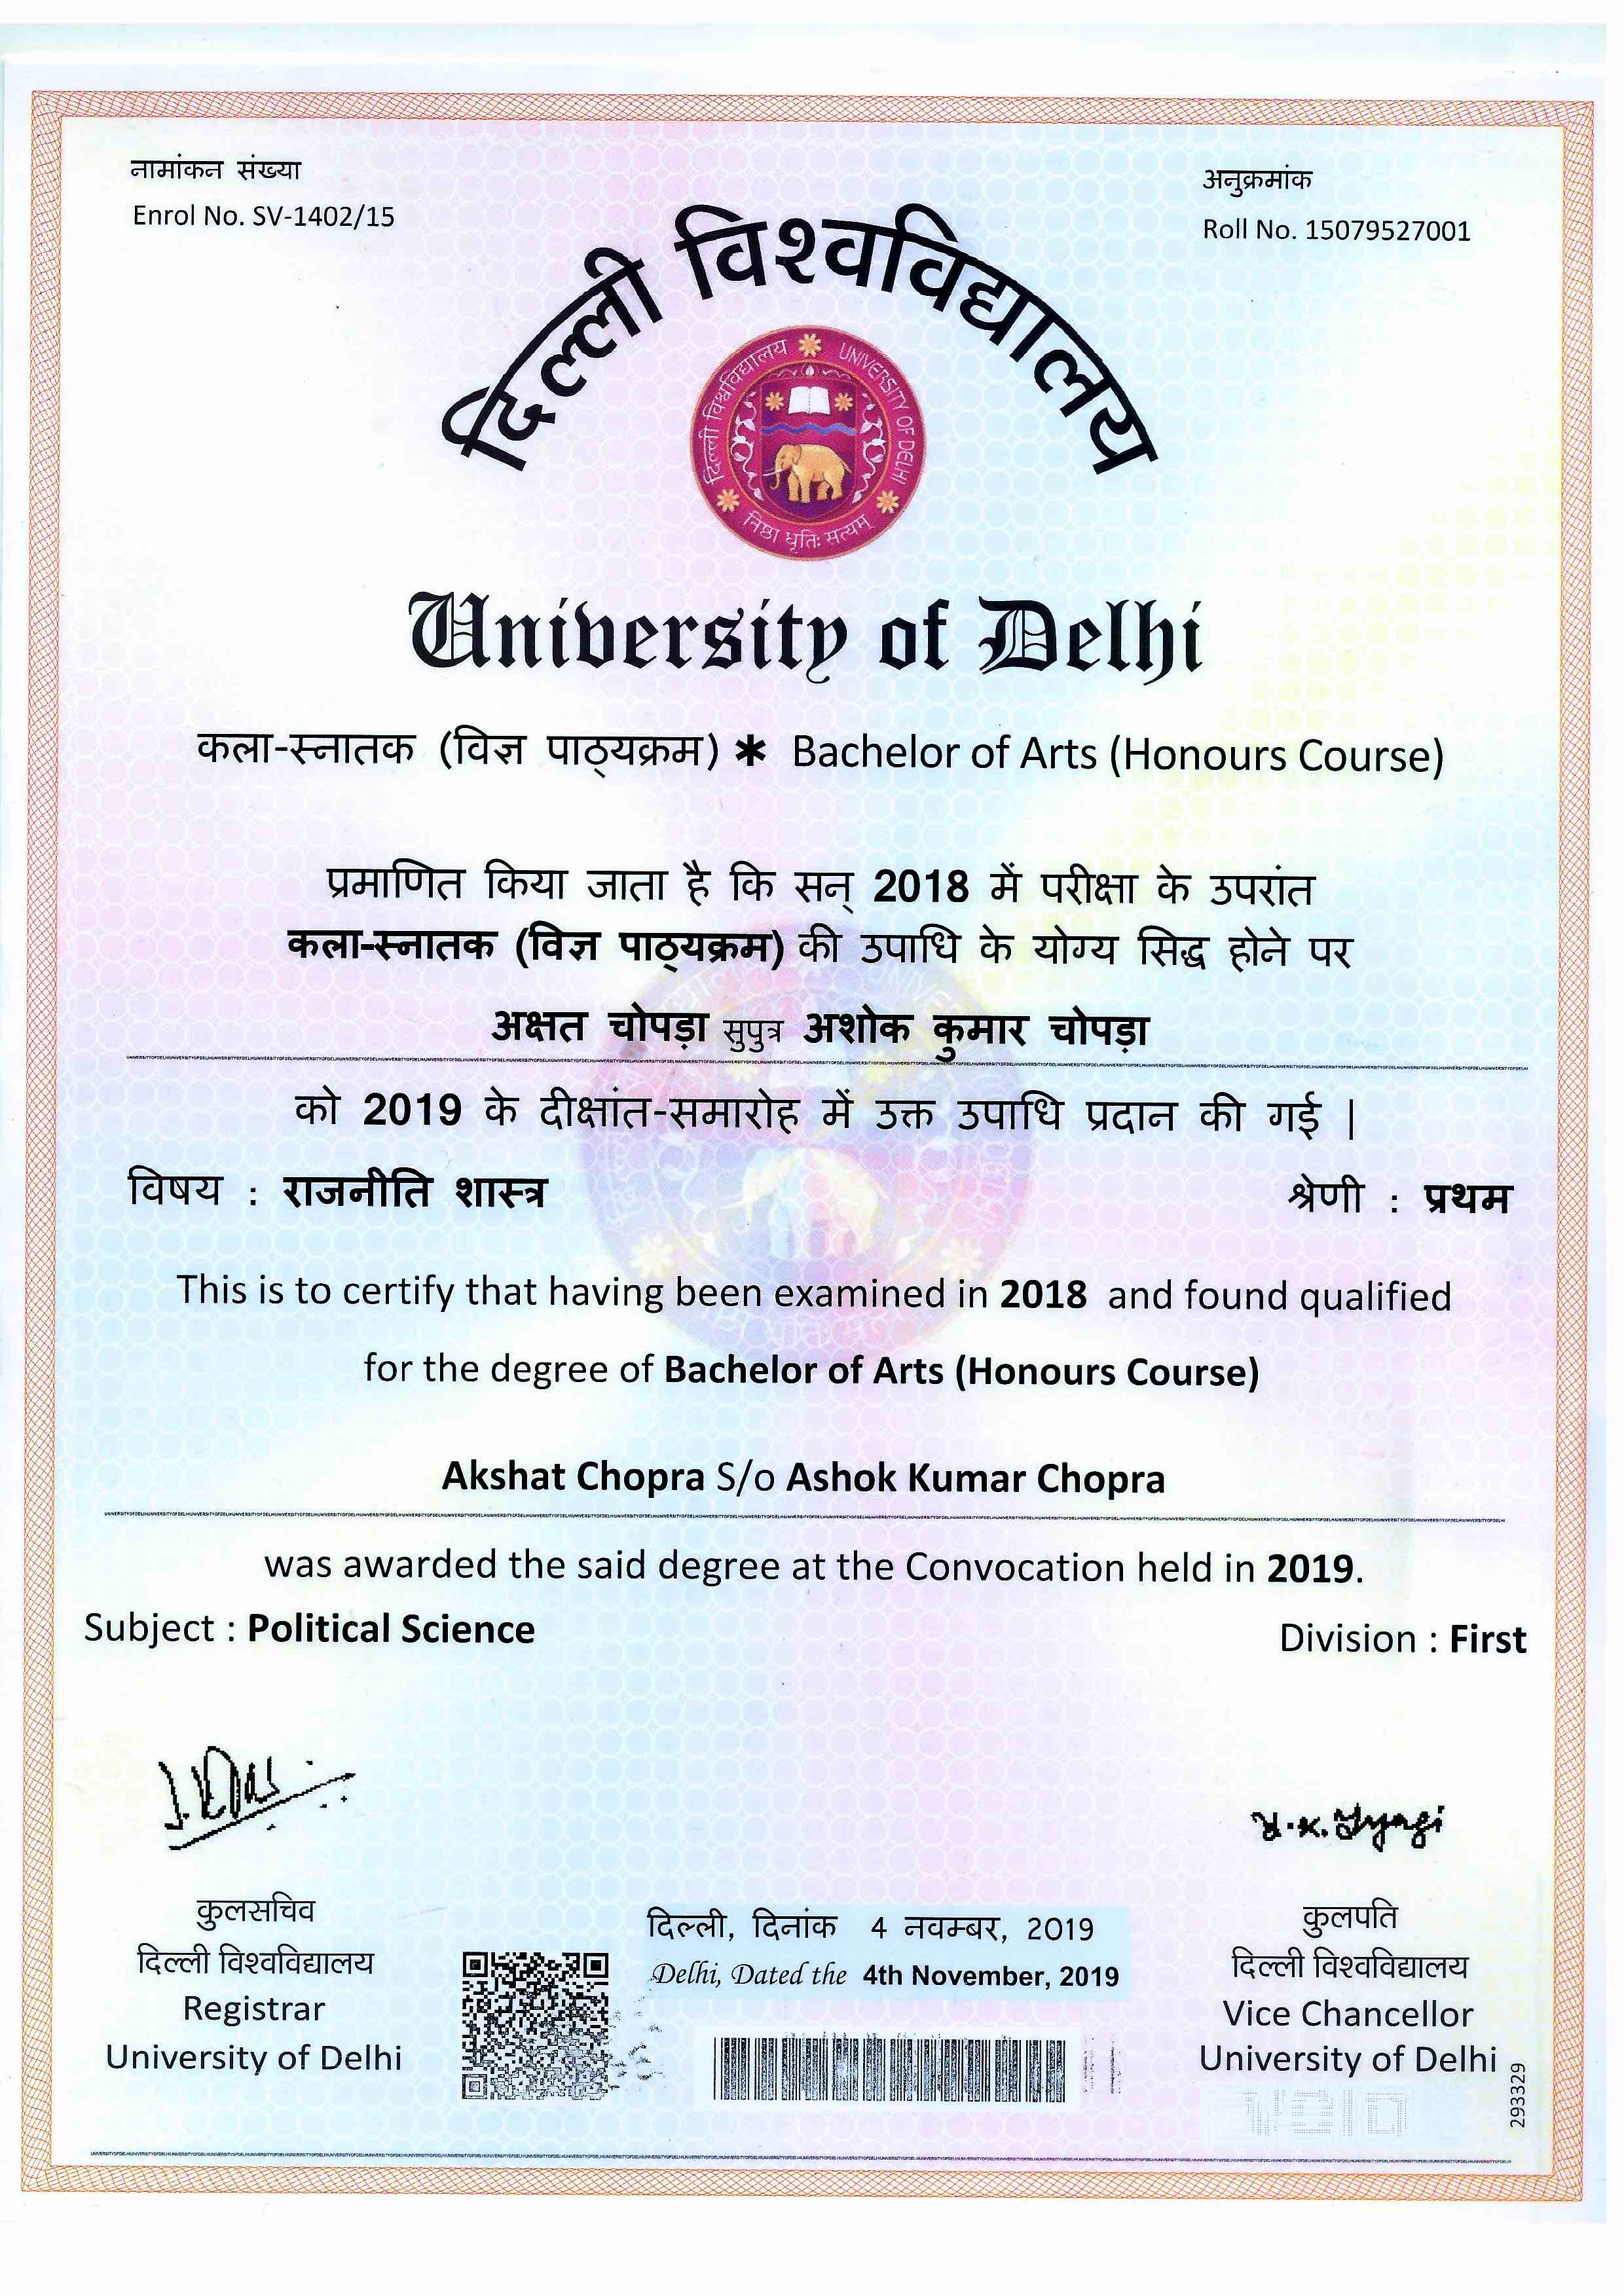 नामांकन संख्या
Enrol No. SV-1402/15
अनुक्रमांक
Roll No. 15079527001
दिल्ली विश्वविद्यालय
दिल्ली विश्वविद्यालय UNIVERSITY OF DELHI
निष्ठा धृतिः सत्यम्
University of Delhi
कला-स्नातक (विज्ञ पाठ्यक्रम) * Bachelor of Arts (Honours Course)
प्रमाणित किया जाता है कि सन् 2018 में परीक्षा के उपरांत
कला-स्नातक (विज्ञ पाठ्यक्रम) की उपाधि के योग्य सिद्ध होने पर
अक्षत चोपड़ा सुपुत्र अशोक कुमार चोपड़ा
को 2019 के दीक्षांत-समारोह में उक्त उपाधि प्रदान की गई |
विषय : राजनीति शास्त्र
श्रेणी : प्रथम
This is to certify that having been examined in 2018 and found qualified
for the degree of Bachelor of Arts (Honours Course)
Akshat Chopra S/o Ashok Kumar Chopra
was awarded the said degree at the Convocation held in 2019.
Subject : Political Science
Division : First
कुलसचिव
दिल्ली विश्वविद्यालय
Registrar
University of Delhi
दिल्ली, दिनांक 4 नवम्बर, 2019
Delhi, Dated the 4th November, 2019
कुलपति
दिल्ली विश्वविद्यालय
Vice Chancellor
University of Delhi
293329